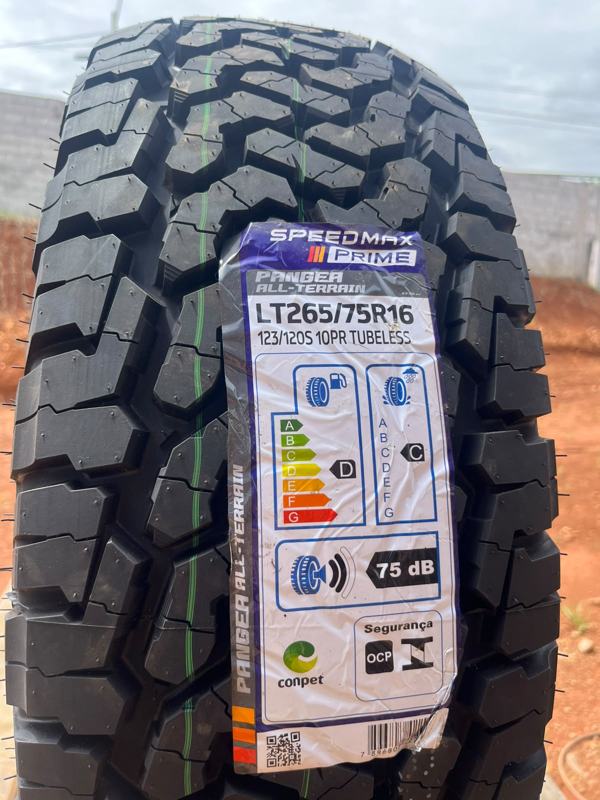 SPEEDMAX
PRIME
PANGEA
ALL-TERRAIN
LT265/75R16
123/120S 10PR TUBELESS
A
B
C
D
E
F
G
D
A
B
C
D
E
F
G
C
75 dB
PANGEA ALL-TERRAIN
conpet
Segurança
OCP